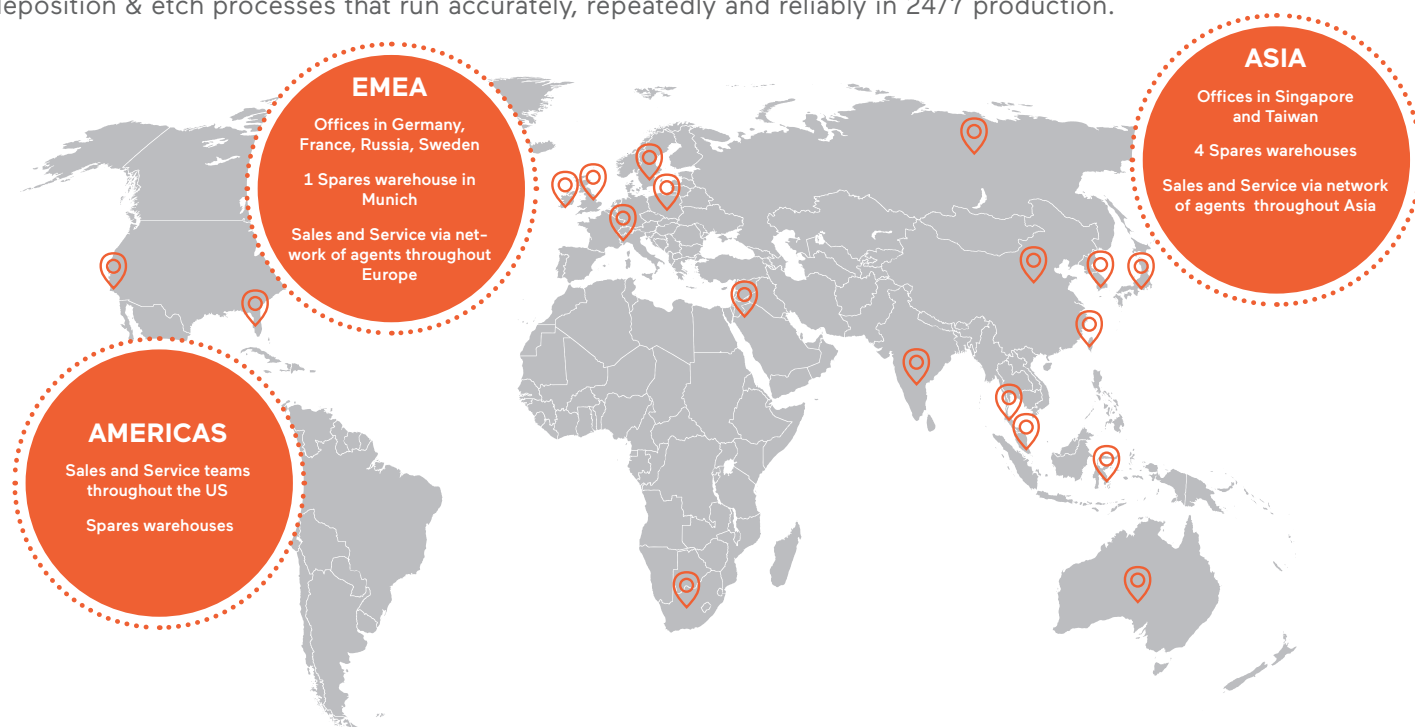 deposition & etch processes that run accurately, repeatedly and reliably in 24/7 production.
EMEA
Offices in Germany,
France, Russia, Sweden
1 Spares warehouse in
Munich
Sales and Service via net-
work of agents throughout
Europe
ASIA
Offices in Singapore
and Taiwan
4 Spares warehouses
Sales and Service via network
of agents throughout Asia
AMERICAS
Sales and Service teams
throughout the US
Spares warehouses